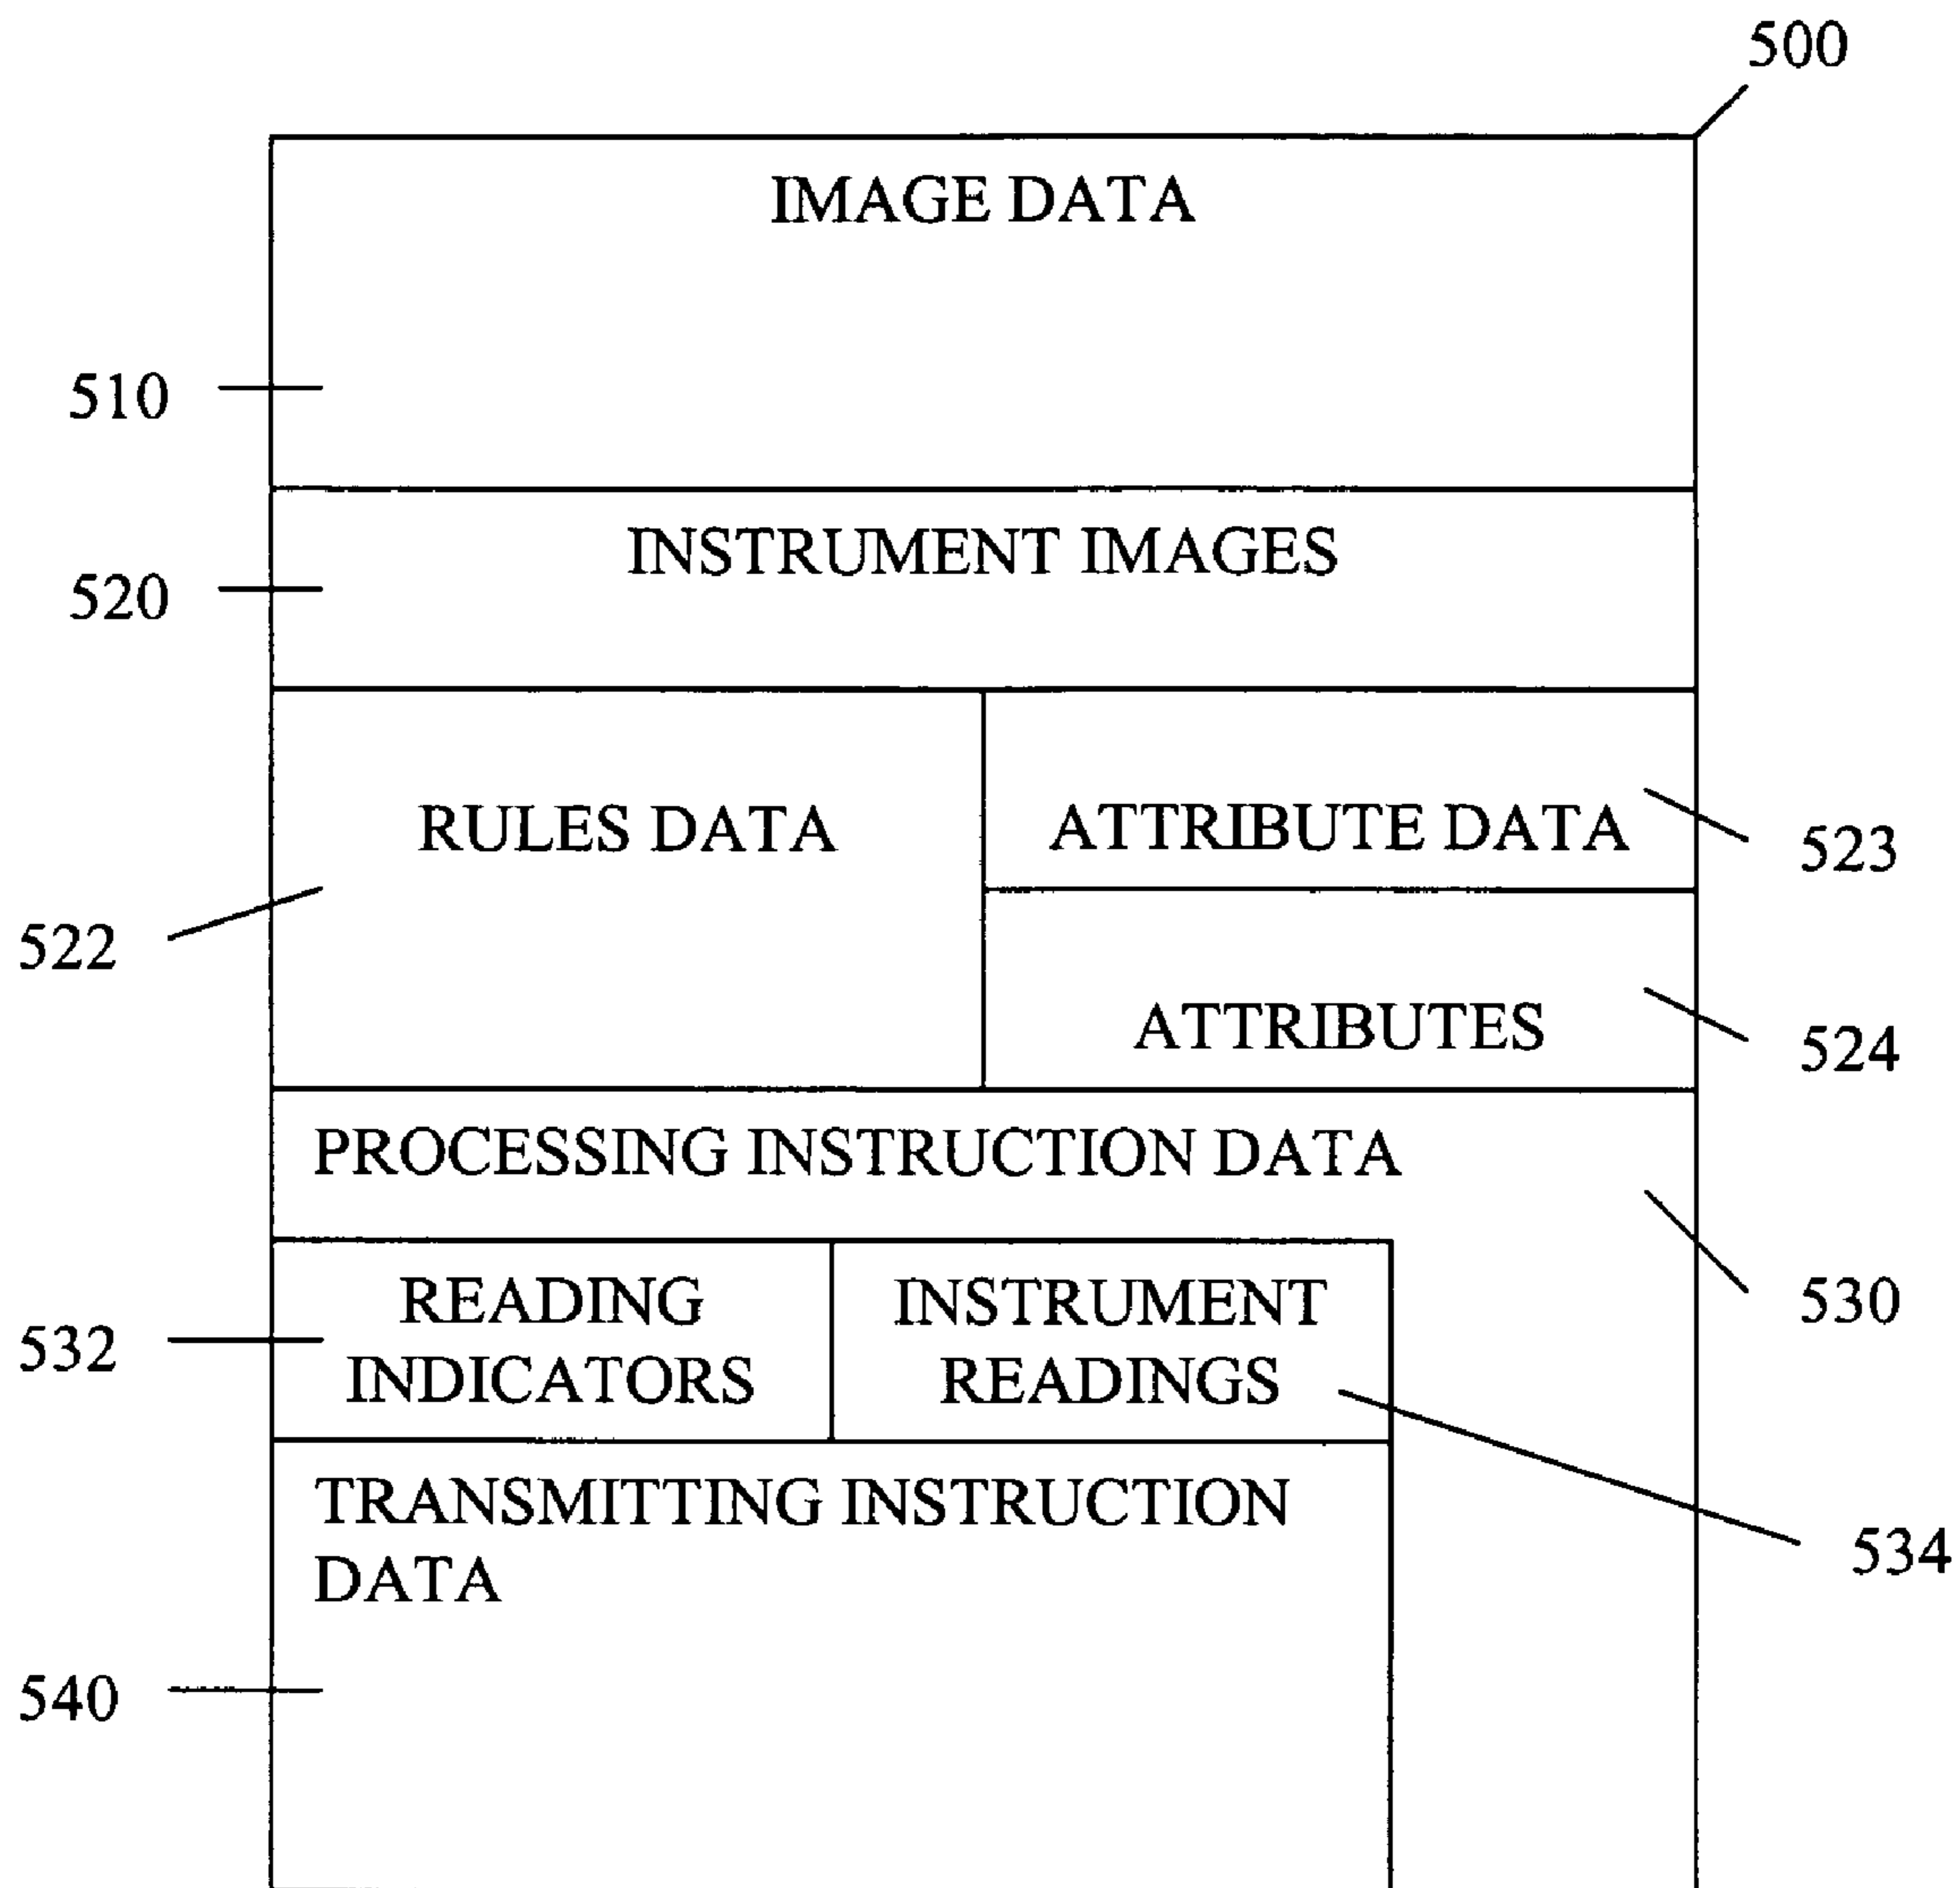 500
IMAGE DATA
510
INSTRUMENT IMAGES
520
RULES DATA
ATTRIBUTE DATA
523
522
ATTRIBUTES
524
PROCESSING INSTRUCTION DATA
530
READING
INDICATORS
532
INSTRUMENT
READINGS
534
TRANSMITTING INSTRUCTION
DATA
540